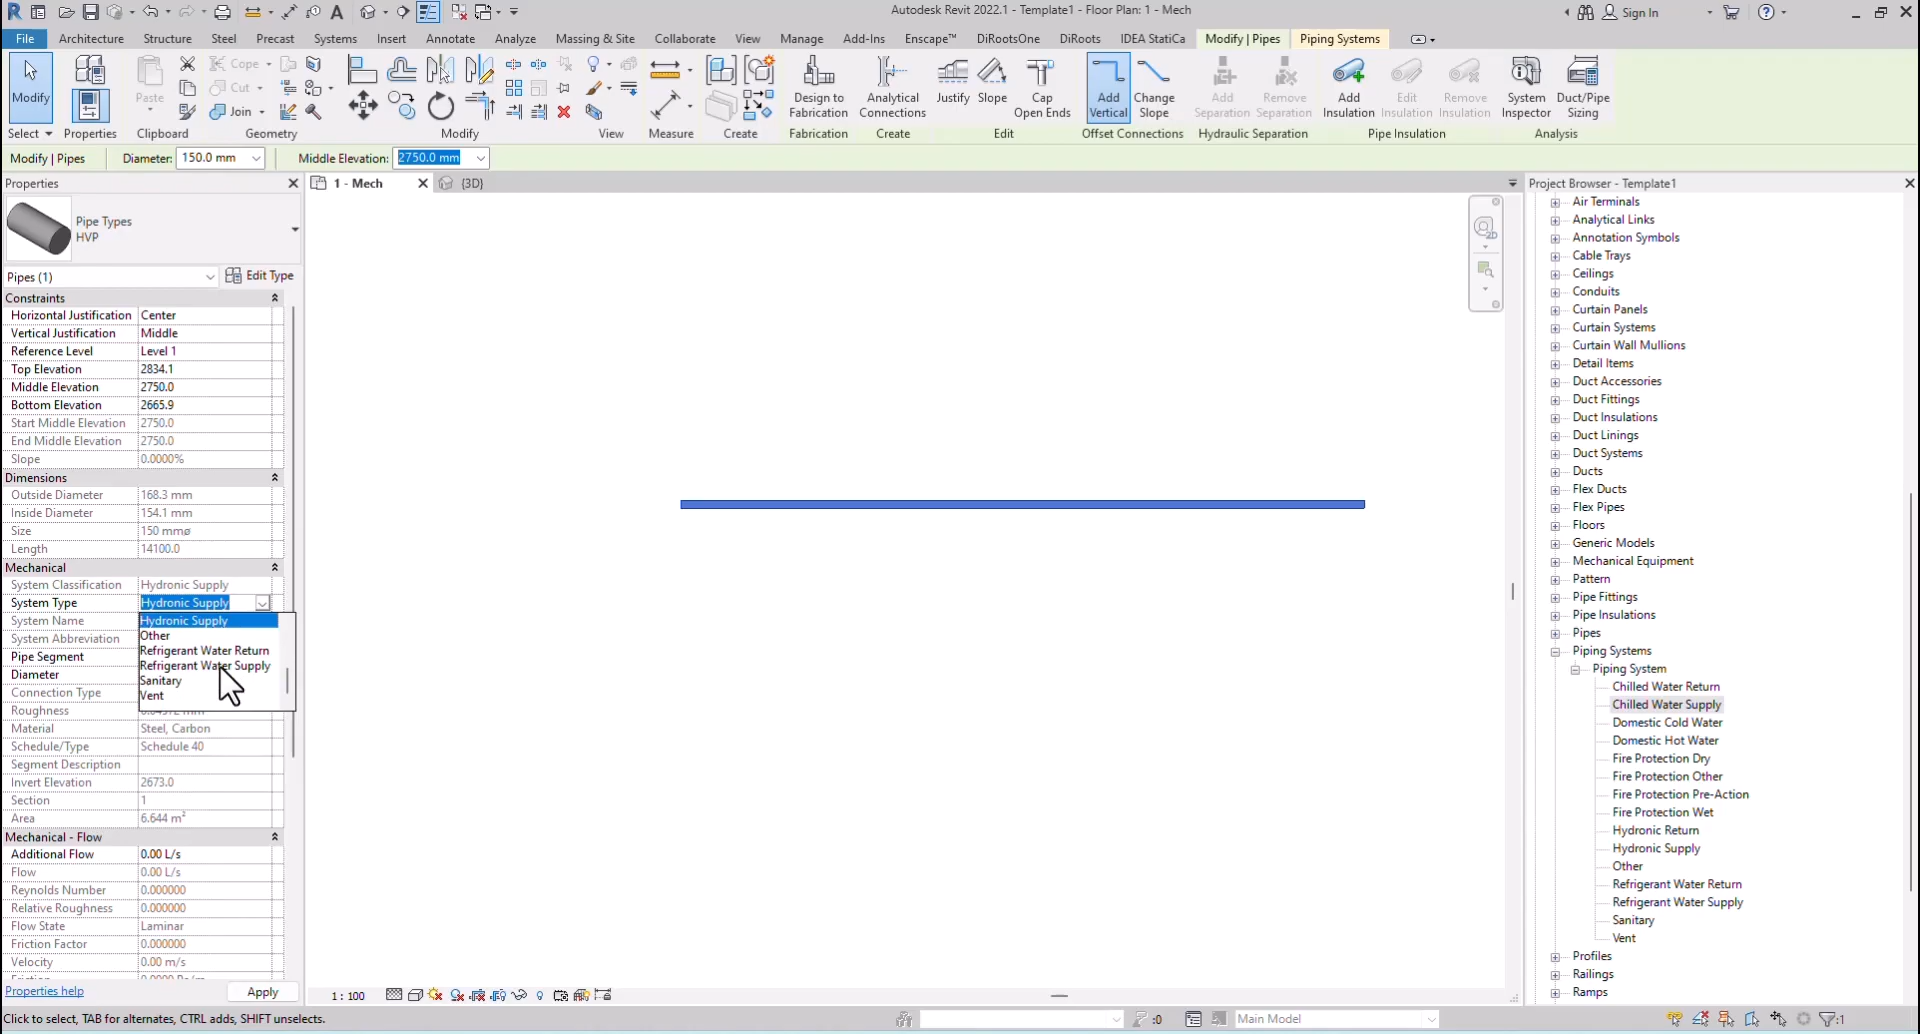 Autodesk Revit 2022.1 - Template1 - Floor Plan: 1 - Mech
Sign In
File Architecture Structure Steel Precast Systems Insert Annotate Analyze Massing & Site Collaborate View Manage Add-Ins Enscape™ DiRootsOne DiRoots IDEA StatiCa Modify | Pipes Piping Systems
Modify
Paste
Cope
Cut
Join
Design to Fabrication
Analytical Connections
Justify
Slope
Cap Open Ends
Add Vertical
Change Slope
Add Separation
Remove Separation
Add Insulation
Edit Insulation
Remove Insulation
System Inspector
Duct/Pipe Sizing
Select Properties Clipboard Geometry Modify View Measure Create Fabrication Create Edit Offset Connections Hydraulic Separation Pipe Insulation Analysis
Modify | Pipes Diameter: 150.0 mm Middle Elevation: 2750.0 mm
Properties
1 - Mech
{3D}
Project Browser - Template1
Pipe Types
HVP
Pipes (1) Edit Type
Constraints
Horizontal Justification Center
Vertical Justification Middle
Reference Level Level 1
Top Elevation 2834.1
Middle Elevation 2750.0
Bottom Elevation 2665.9
Start Middle Elevation 2750.0
End Middle Elevation 2750.0
Slope 0.0000%
Dimensions
Outside Diameter 168.3 mm
Inside Diameter 154.1 mm
Size 150 mmø
Length 14100.0
Mechanical
System Classification Hydronic Supply
System Type Hydronic Supply
System Name
System Abbreviation
Pipe Segment
Diameter
Connection Type
Hydronic Supply
Other
Refrigerant Water Return
Refrigerant Water Supply
Sanitary
Vent
Roughness
Material Steel, Carbon
Schedule/Type Schedule 40
Segment Description
Invert Elevation 2673.0
Section 1
Area 6.644 m²
Mechanical - Flow
Additional Flow 0.00 L/s
Flow 0.00 L/s
Reynolds Number 0.000000
Relative Roughness 0.000000
Flow State Laminar
Friction Factor 0.000000
Velocity 0.00 m/s
Properties help Apply
1 : 100
Air Terminals
Analytical Links
Annotation Symbols
Cable Trays
Ceilings
Conduits
Curtain Panels
Curtain Systems
Curtain Wall Mullions
Detail Items
Duct Accessories
Duct Fittings
Duct Insulations
Duct Linings
Duct Systems
Ducts
Flex Ducts
Flex Pipes
Floors
Generic Models
Mechanical Equipment
Pattern
Pipe Fittings
Pipe Insulations
Pipes
Piping Systems
Piping System
Chilled Water Return
Chilled Water Supply
Domestic Cold Water
Domestic Hot Water
Fire Protection Dry
Fire Protection Other
Fire Protection Pre-Action
Fire Protection Wet
Hydronic Return
Hydronic Supply
Other
Refrigerant Water Return
Refrigerant Water Supply
Sanitary
Vent
Profiles
Railings
Ramps
Click to select, TAB for alternates, CTRL adds, SHIFT unselects.
:0
Main Model
:1